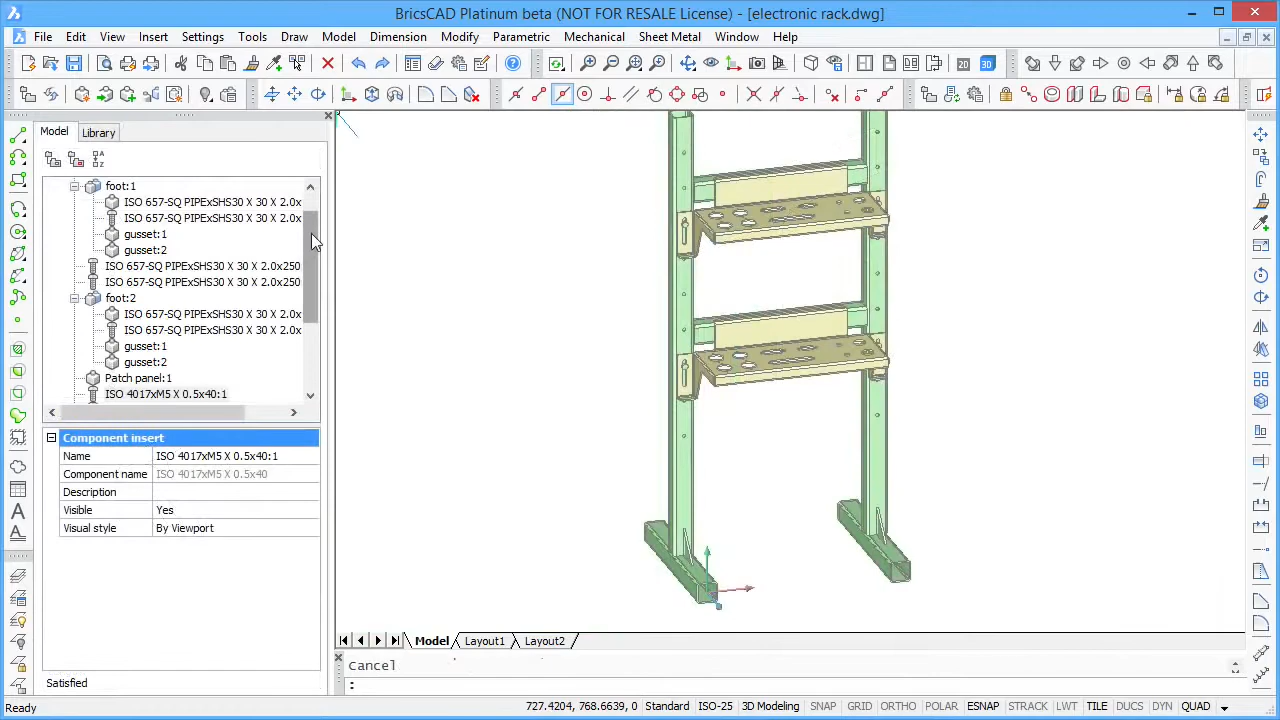 BricsCAD Platinum beta (NOT FOR RESALE License) - [electronic rack.dwg]
File Edit View Insert Settings Tools Draw Model Dimension Modify Parametric Mechanical Sheet Metal Window Help
20 30
Model Library
A
Z
foot:1
ISO 657-SQ PIPExSHS30 X 30 X 2.0x
ISO 657-SQ PIPExSHS30 X 30 X 2.0x
gusset:1
gusset:2
ISO 657-SQ PIPExSHS30 X 30 X 2.0x250
ISO 657-SQ PIPExSHS30 X 30 X 2.0x250
foot:2
ISO 657-SQ PIPExSHS30 X 30 X 2.0x
ISO 657-SQ PIPExSHS30 X 30 X 2.0x
gusset:1
gusset:2
Patch panel:1
ISO 4017xM5 X 0.5x40:1
Component insert
Name ISO 4017xM5 X 0.5x40:1
Component name ISO 4017xM5 X 0.5x40
Description
Visible Yes
Visual style By Viewport
Satisfied
Model Layout1 Layout2
Cancel
:
Ready 727.4204, 768.6639, 0 Standard ISO-25 3D Modeling SNAP GRID ORTHO POLAR ESNAP STRACK LWT TILE DUCS DYN QUAD